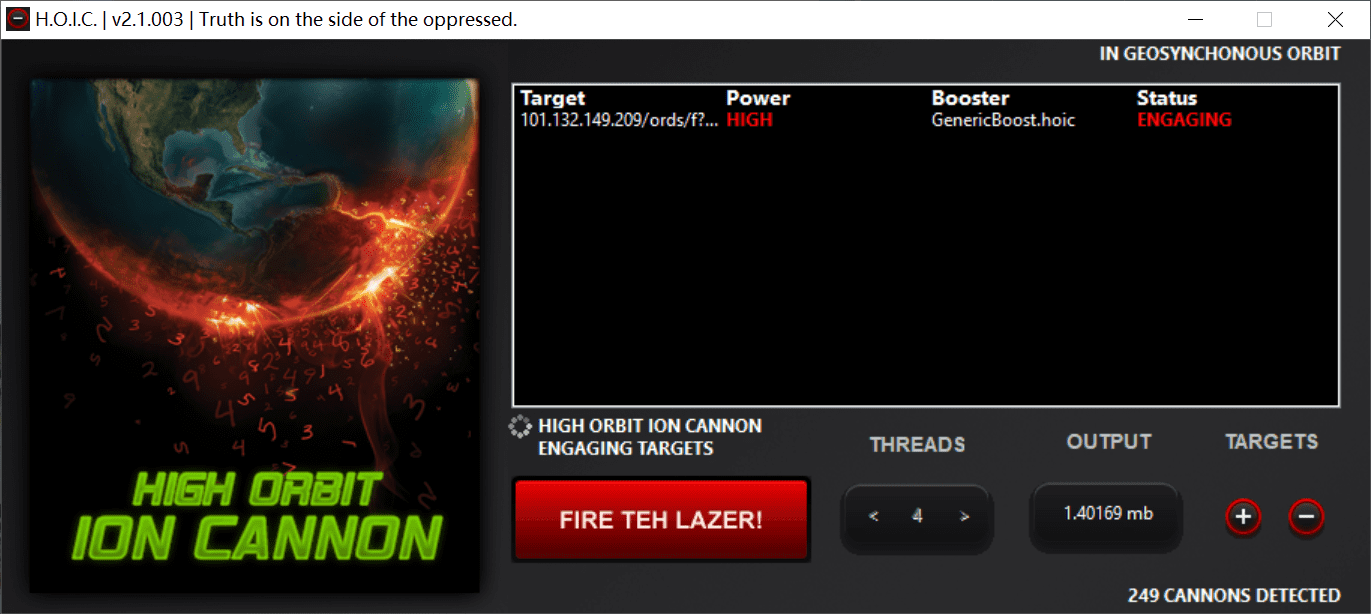 H.O.I.C. | v2.1.003 | Truth is on the side of the oppressed.
IN GEOSYNCHONOUS ORBIT
Target Power Booster Status
101.132.149.209/ords/f?... HIGH GenericBoost.hoic ENGAGING
HIGH ORBIT
ION CANNON
HIGH ORBIT ION CANNON
ENGAGING TARGETS
THREADS OUTPUT TARGETS
FIRE TEH LAZER!
< 4 >
1.40169 mb
+ −
249 CANNONS DETECTED